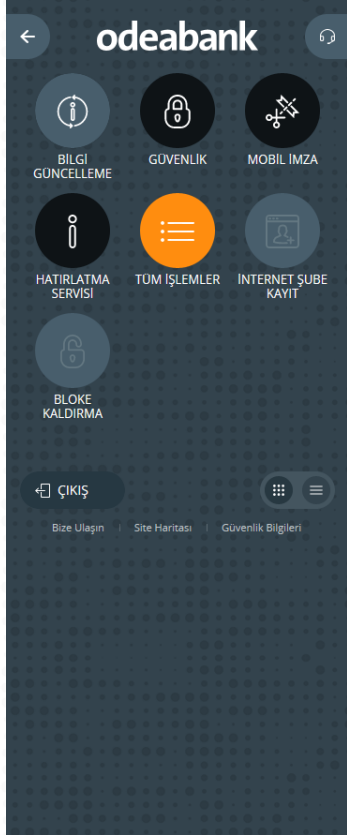 odeabank
BİLGİ
GÜNCELLEME
GÜVENLİK
MOBİL İMZA
HATIRLATMA
SERVİSİ
TÜM İŞLEMLER
İNTERNET ŞUBE
KAYIT
BLOKE
KALDIRMA
ÇIKIŞ
Bize Ulaşın
Site Haritası
Güvenlik Bilgileri